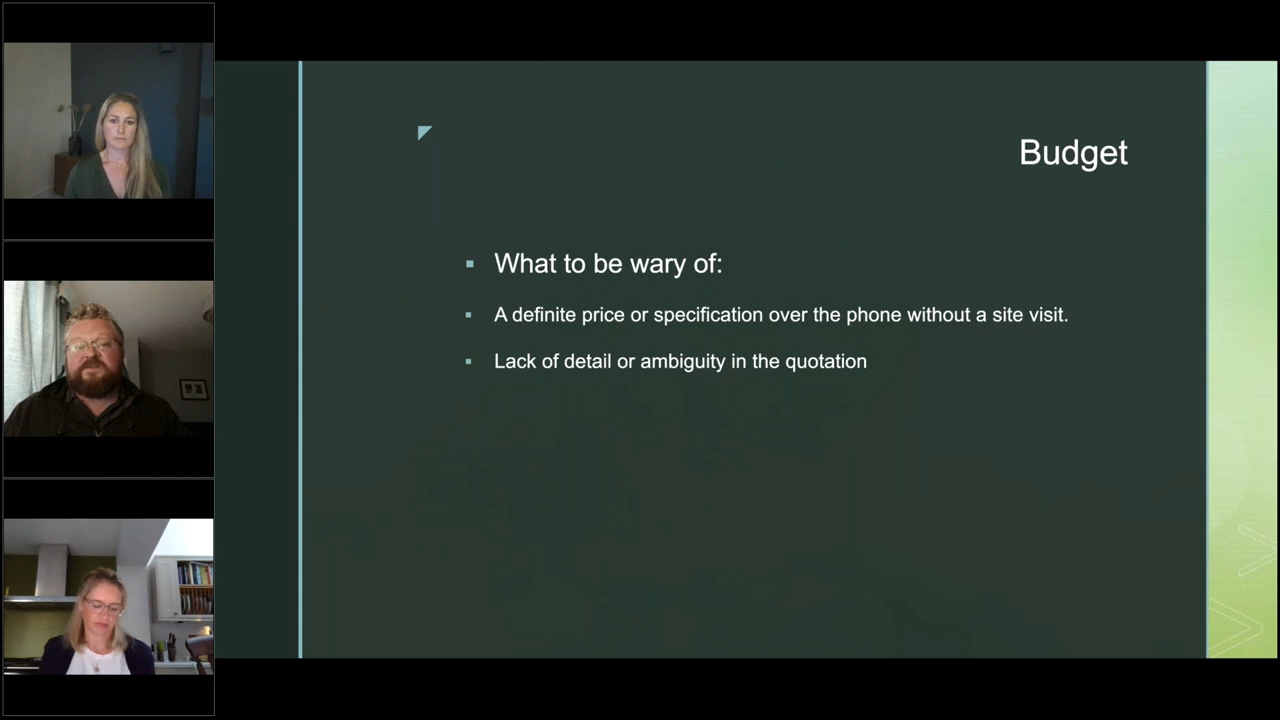 Budget
What to be wary of:
A definite price or specification over the phone without a site visit.
Lack of detail or ambiguity in the quotation